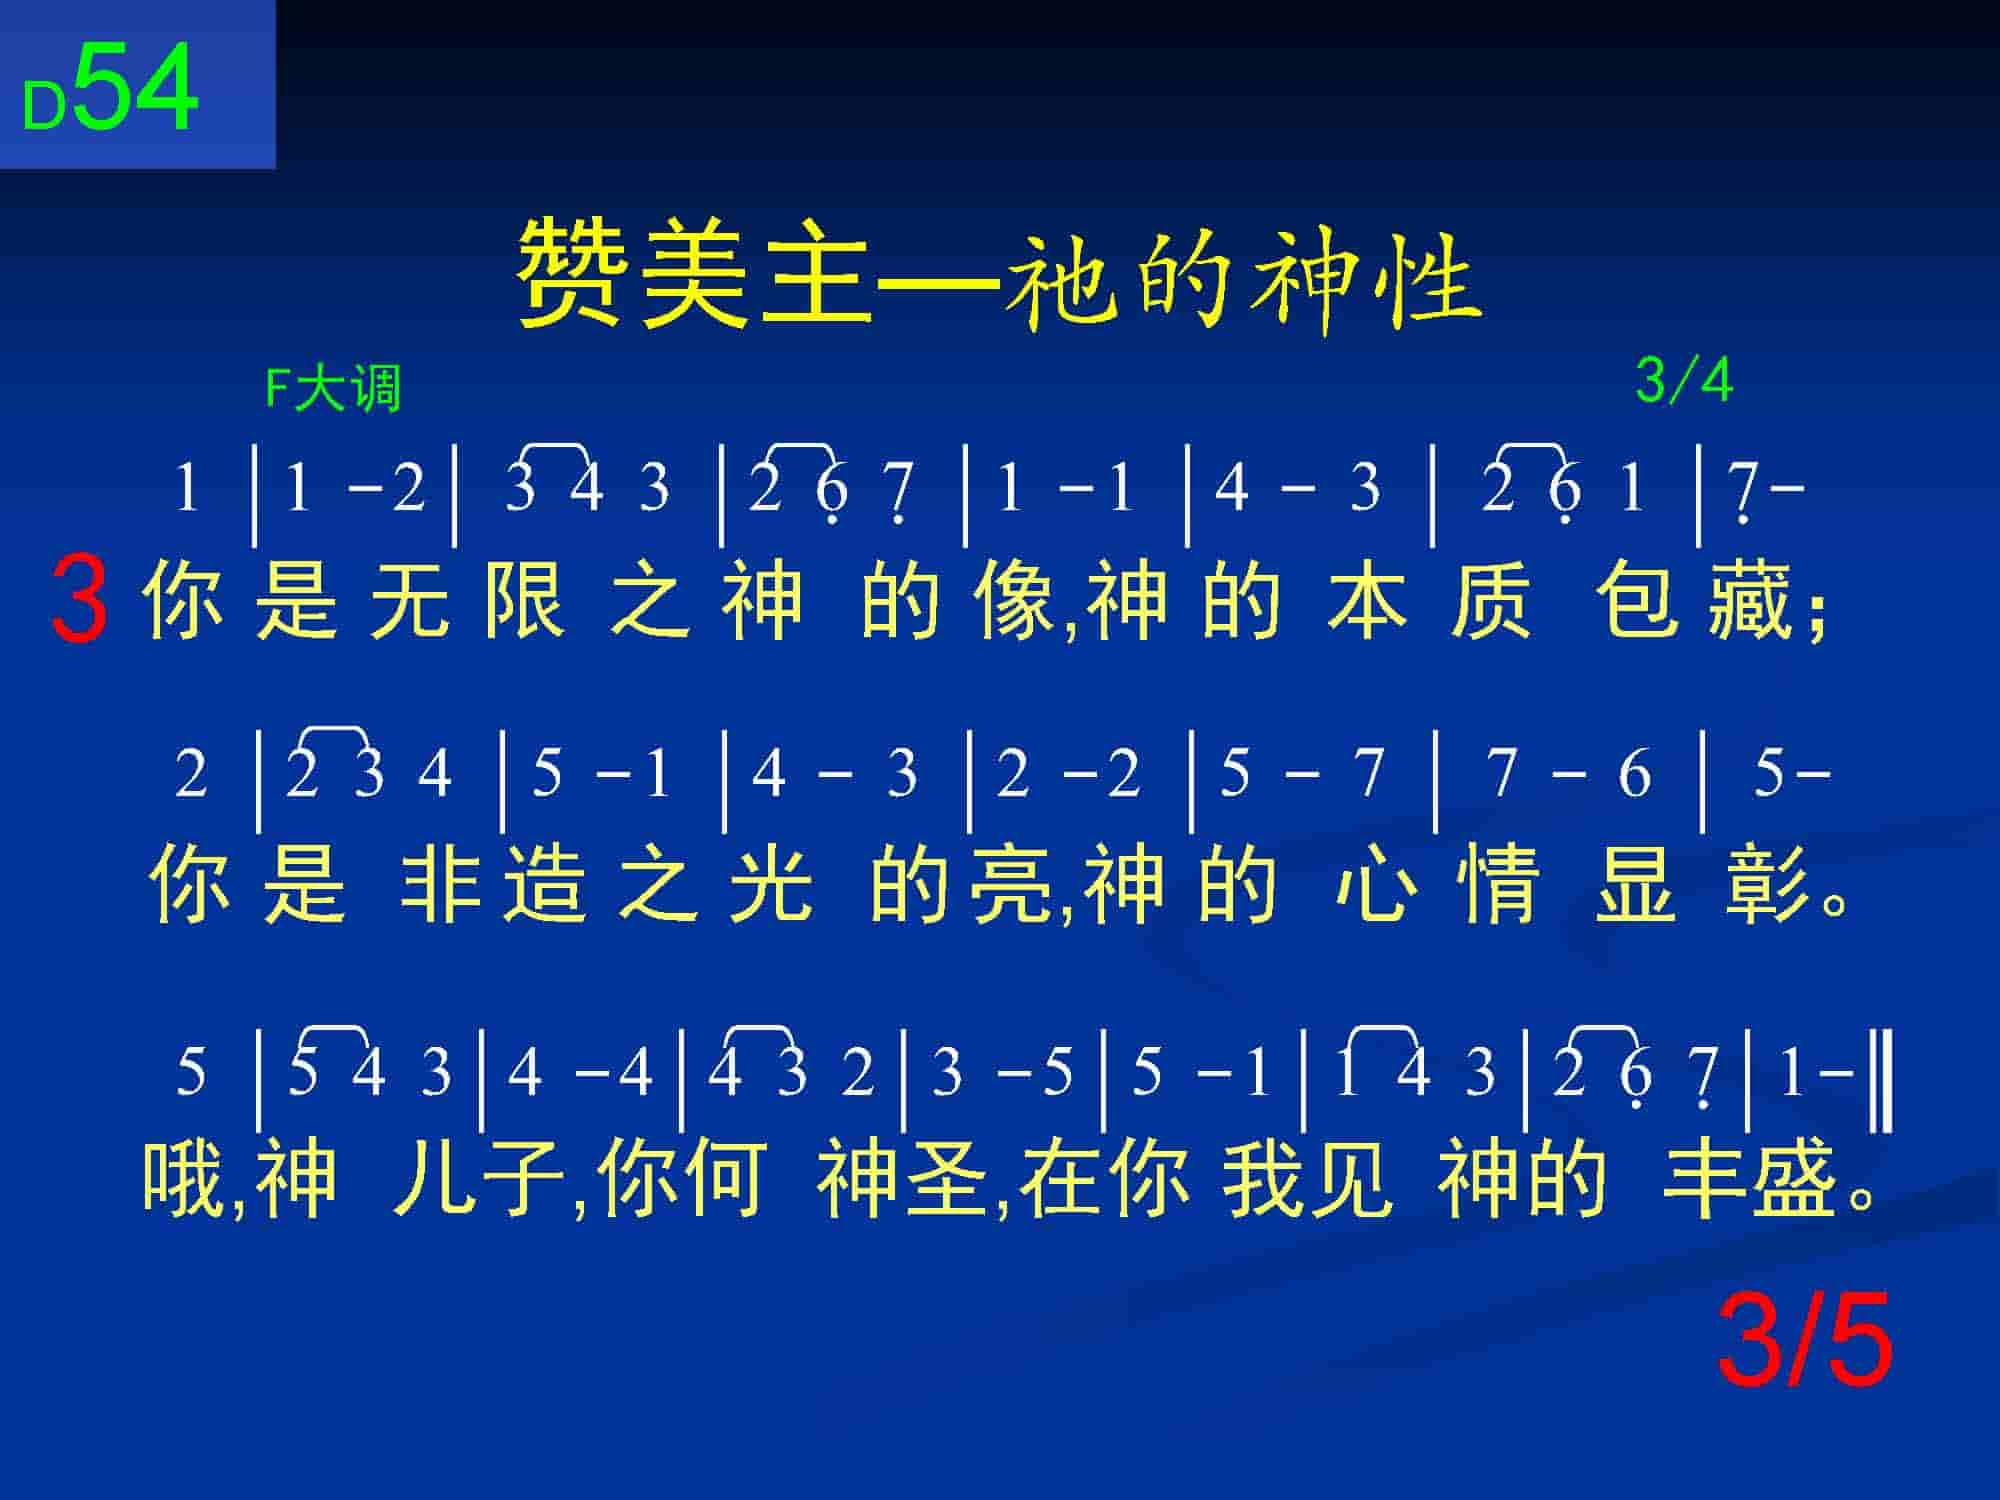 D54
赞美主—祂的神性
F大调 3/4
1 | 1 - 2 | 3 4 3 | 2 6̣ 7̣ | 1 - 1 | 4 - 3 | 2 6̣ 1 | 7̣ -
3 你是无限之神的像,神的本质包藏；
2 | 2 3 4 | 5 - 1 | 4 - 3 | 2 - 2 | 5 - 7 | 7 - 6 | 5 -
你是非造之光的亮,神的心情显彰。
5 | 5 4 3 | 4 - 4 | 4 3 2 | 3 - 5 | 5 - 1 | 1 4 3 | 2 6̣ 7̣ | 1 - ‖
哦,神儿子,你何神圣,在你我见神的丰盛。
3/5